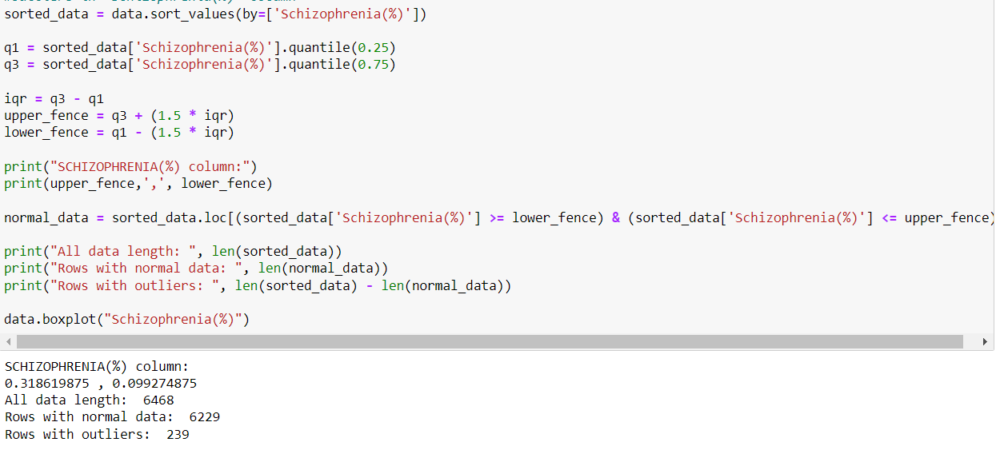 sorted_data = data.sort_values(by=['Schizophrenia(%)'])
q1 = sorted_data['Schizophrenia(%)'].quantile(0.25)
q3 = sorted_data['Schizophrenia(%)'].quantile(0.75)
iqr = q3 - q1
upper_fence = q3 + (1.5 * iqr)
lower_fence = q1 - (1.5 * iqr)
print("SCHIZOPHRENIA(%) column:")
print(upper_fence,',', lower_fence)
normal_data = sorted_data.loc[(sorted_data['Schizophrenia(%)'] >= lower_fence) & (sorted_data['Schizophrenia(%)'] <= upper_fence)
print("All data length: ", len(sorted_data))
print("Rows with normal data: ", len(normal_data))
print("Rows with outliers: ", len(sorted_data) - len(normal_data))
data.boxplot("Schizophrenia(%)")
SCHIZOPHRENIA(%) column:
0.318619875 , 0.099274875
All data length:  6468
Rows with normal data:  6229
Rows with outliers:  239